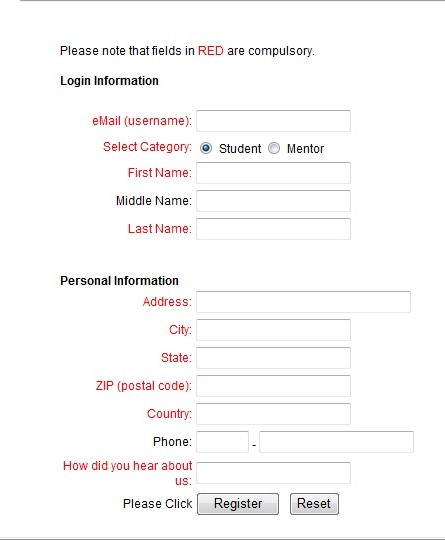 Please note that fields in RED are compulsory.
Login Information
eMail (username):
Select Category: Student Mentor
First Name:
Middle Name:
Last Name:
Personal Information
Address:
City:
State:
ZIP (postal code):
Country:
Phone: -
How did you hear about
us:
Please Click Register Reset